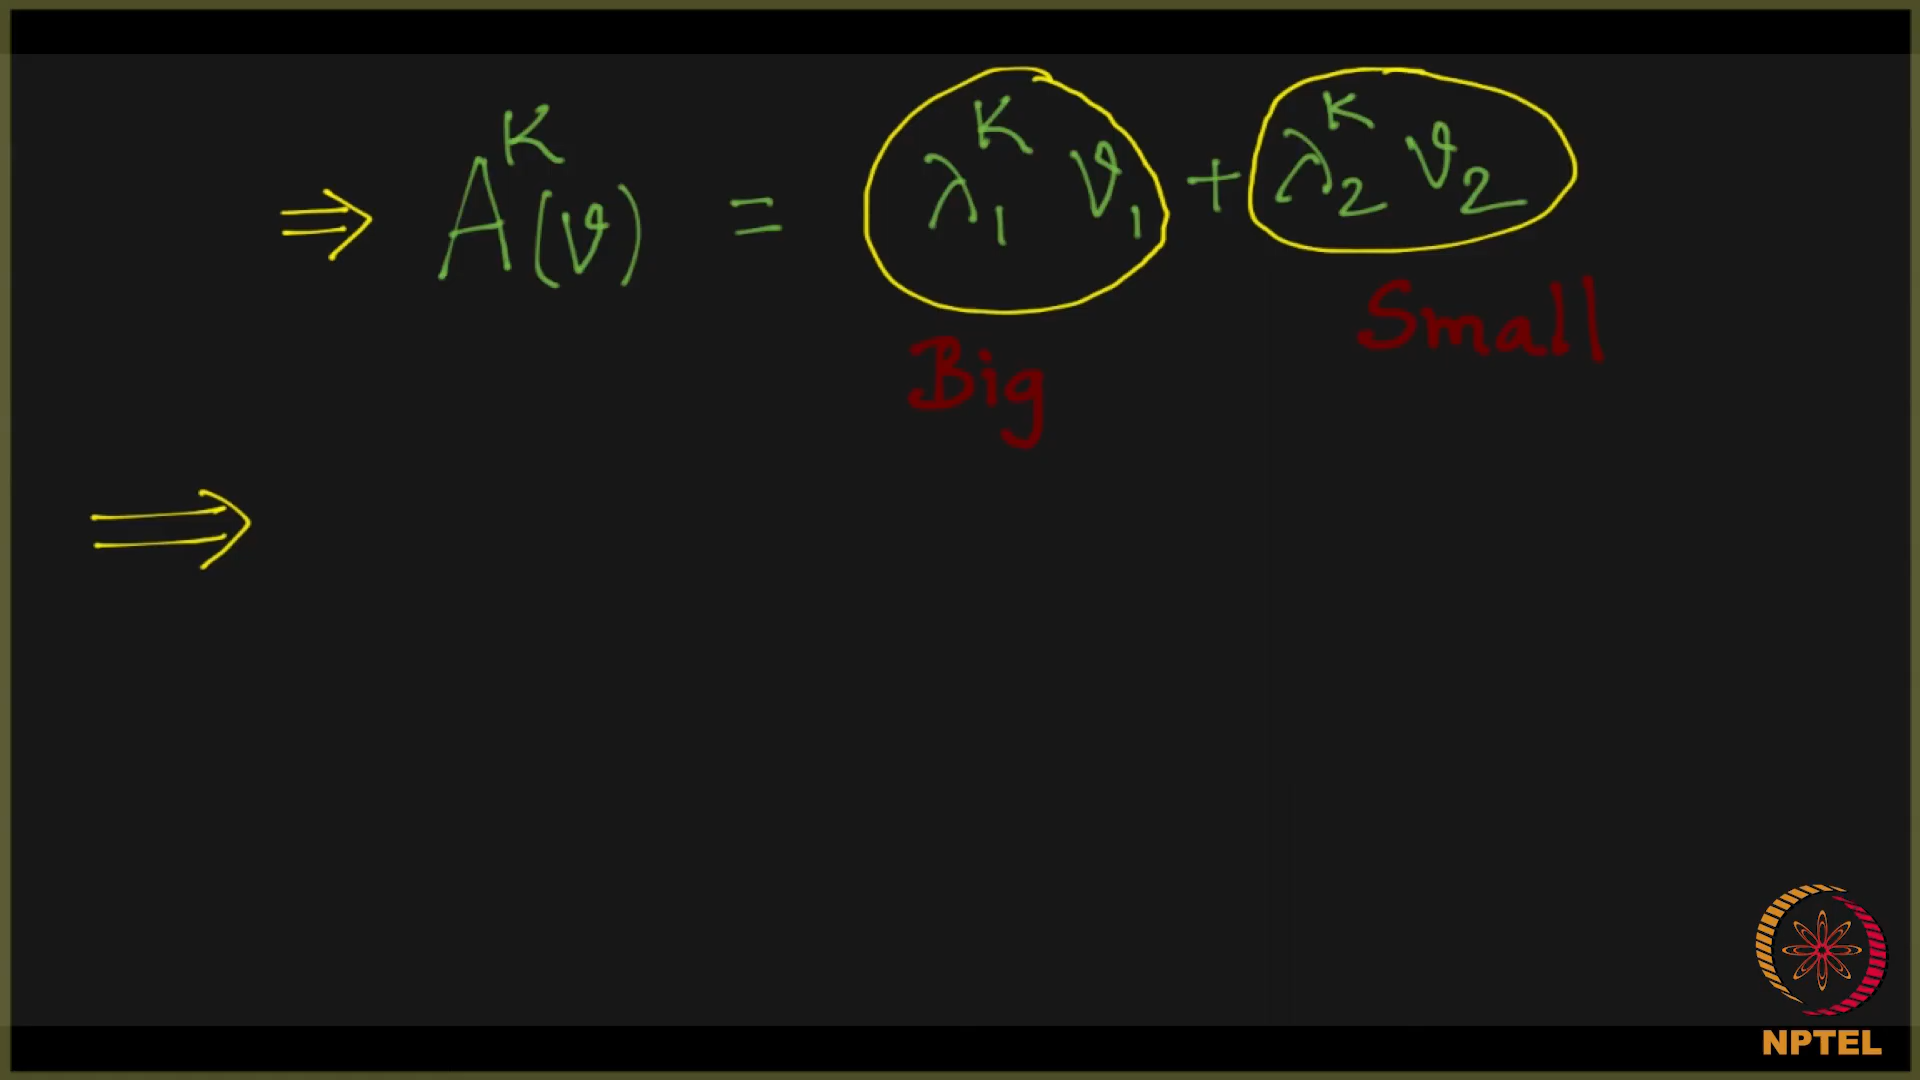 ⇒ A^K(v) = λ_1^K v_1 + λ_2^K v_2
Big Small
⇒
NPTEL